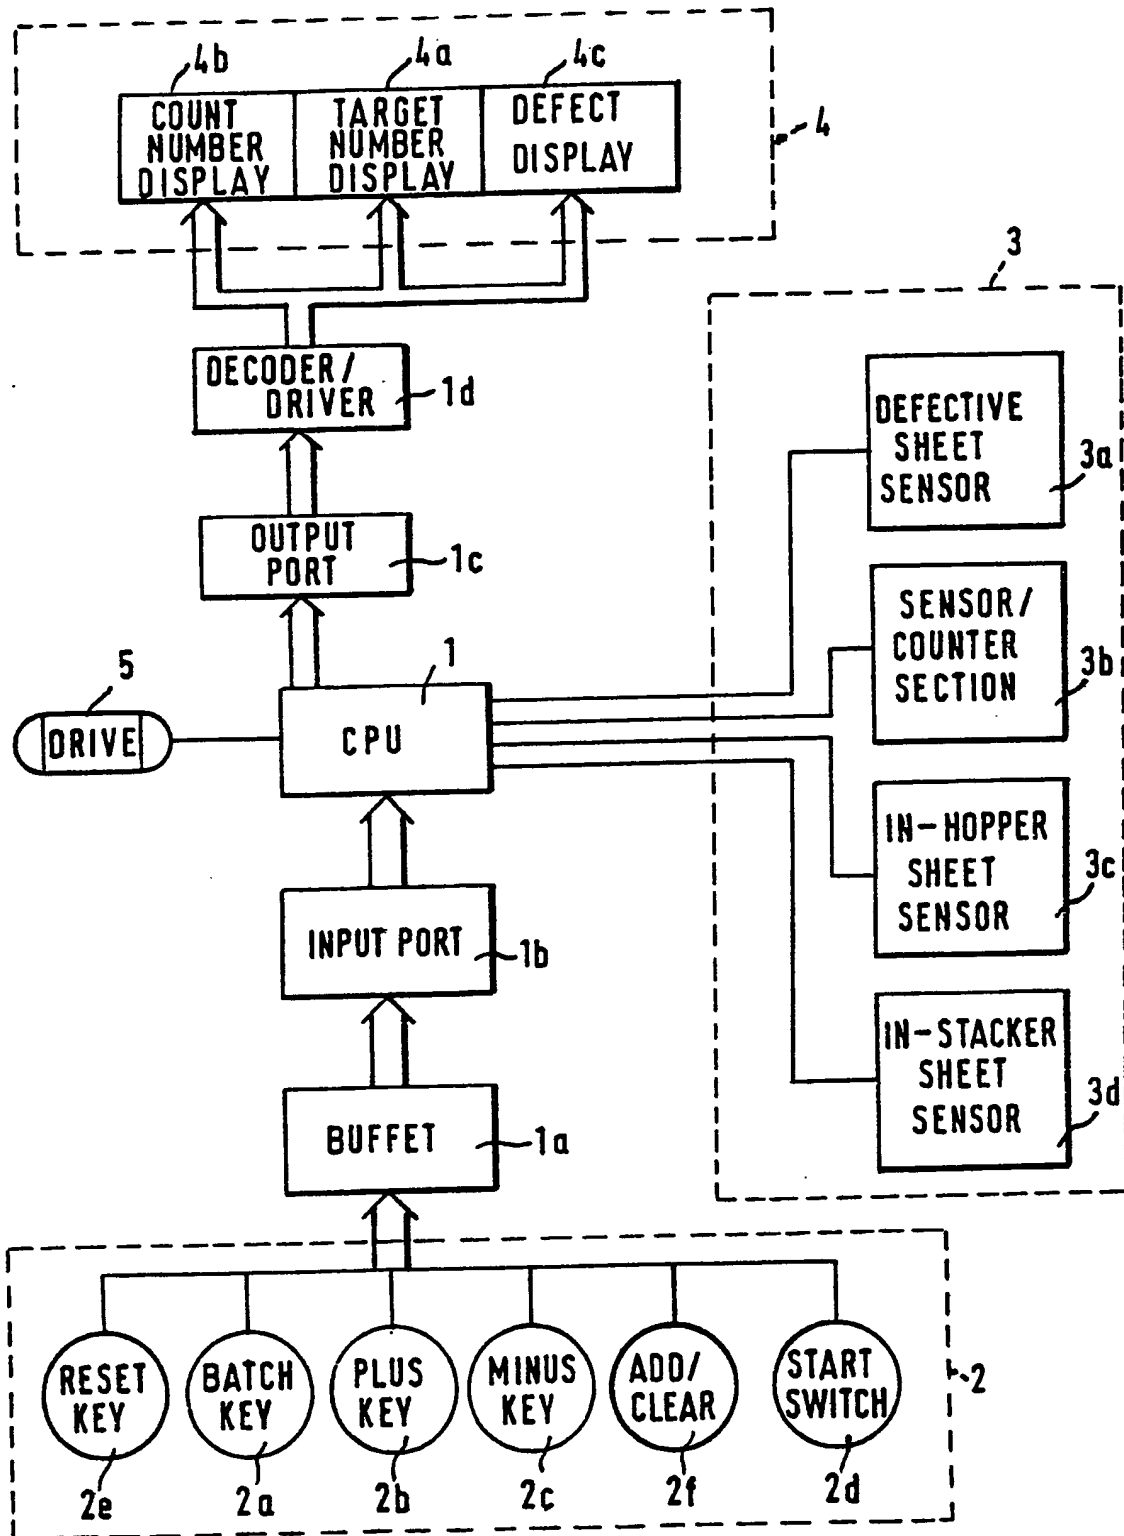 4b
4a
4c
COUNT
NUMBER
DISPLAY
TARGET
NUMBER
DISPLAY
DEFECT
DISPLAY
4
3
DECODER/
DRIVER
1d
DEFECTIVE
SHEET
SENSOR
3a
OUTPUT
PORT
1c
SENSOR/
COUNTER
SECTION
3b
5
DRIVE
1
CPU
IN-HOPPER
SHEET
SENSOR
3c
INPUT PORT
1b
IN-STACKER
SHEET
SENSOR
3d
BUFFET
1a
RESET
KEY
BATCH
KEY
PLUS
KEY
MINUS
KEY
ADD/
CLEAR
START
SWITCH
2
2e
2a
2b
2c
2f
2d